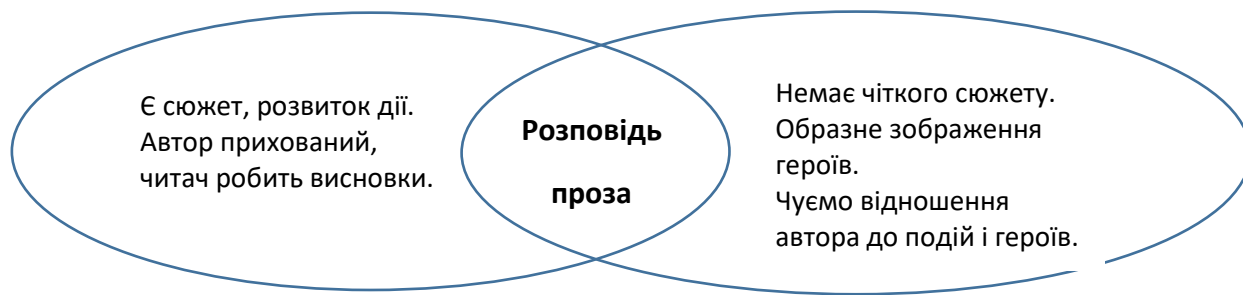 Є сюжет, розвиток дії.
Автор прихований,
читач робить висновки.
Розповідь
проза
Немає чіткого сюжету.
Образне зображення
героїв.
Чуємо відношення
автора до подій і героїв.